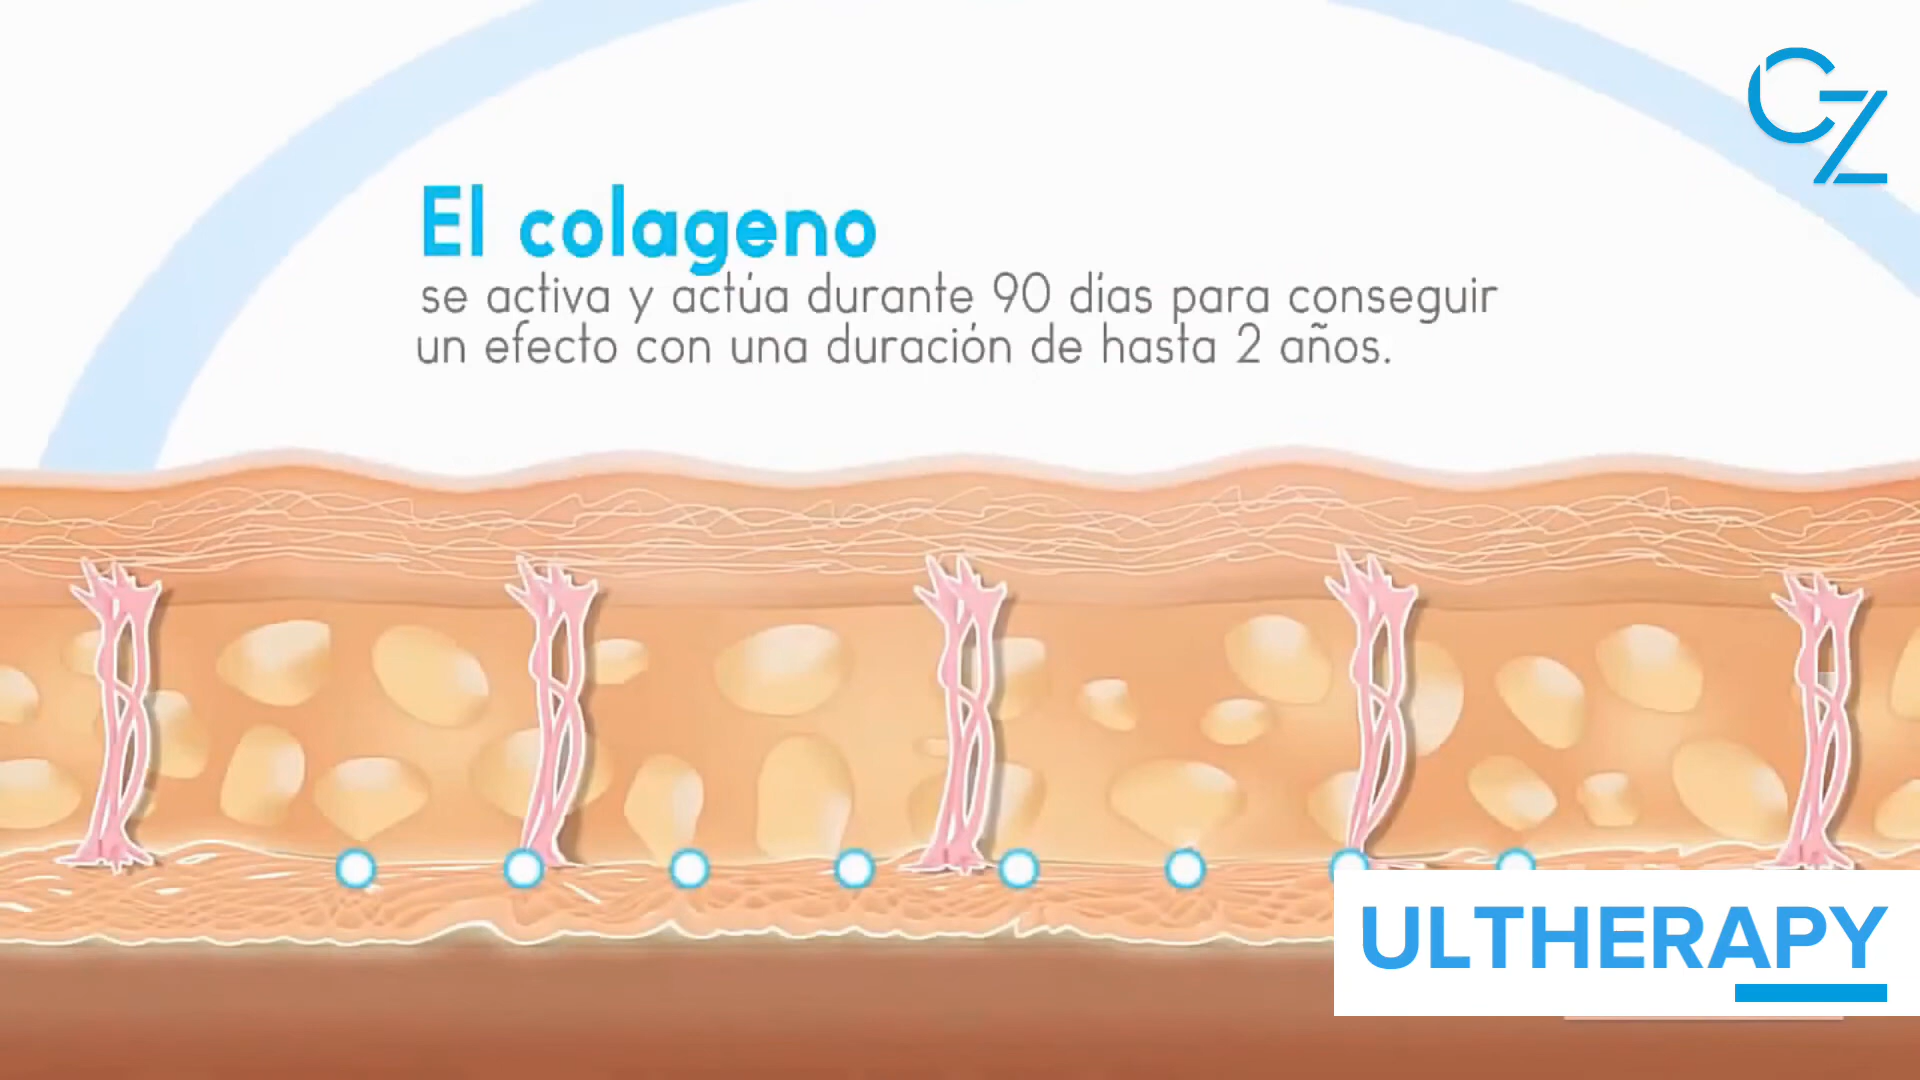 CZ
El colageno
se activa y actúa durante 90 días para conseguir
un efecto con una duración de hasta 2 años.
ULTHERAPY